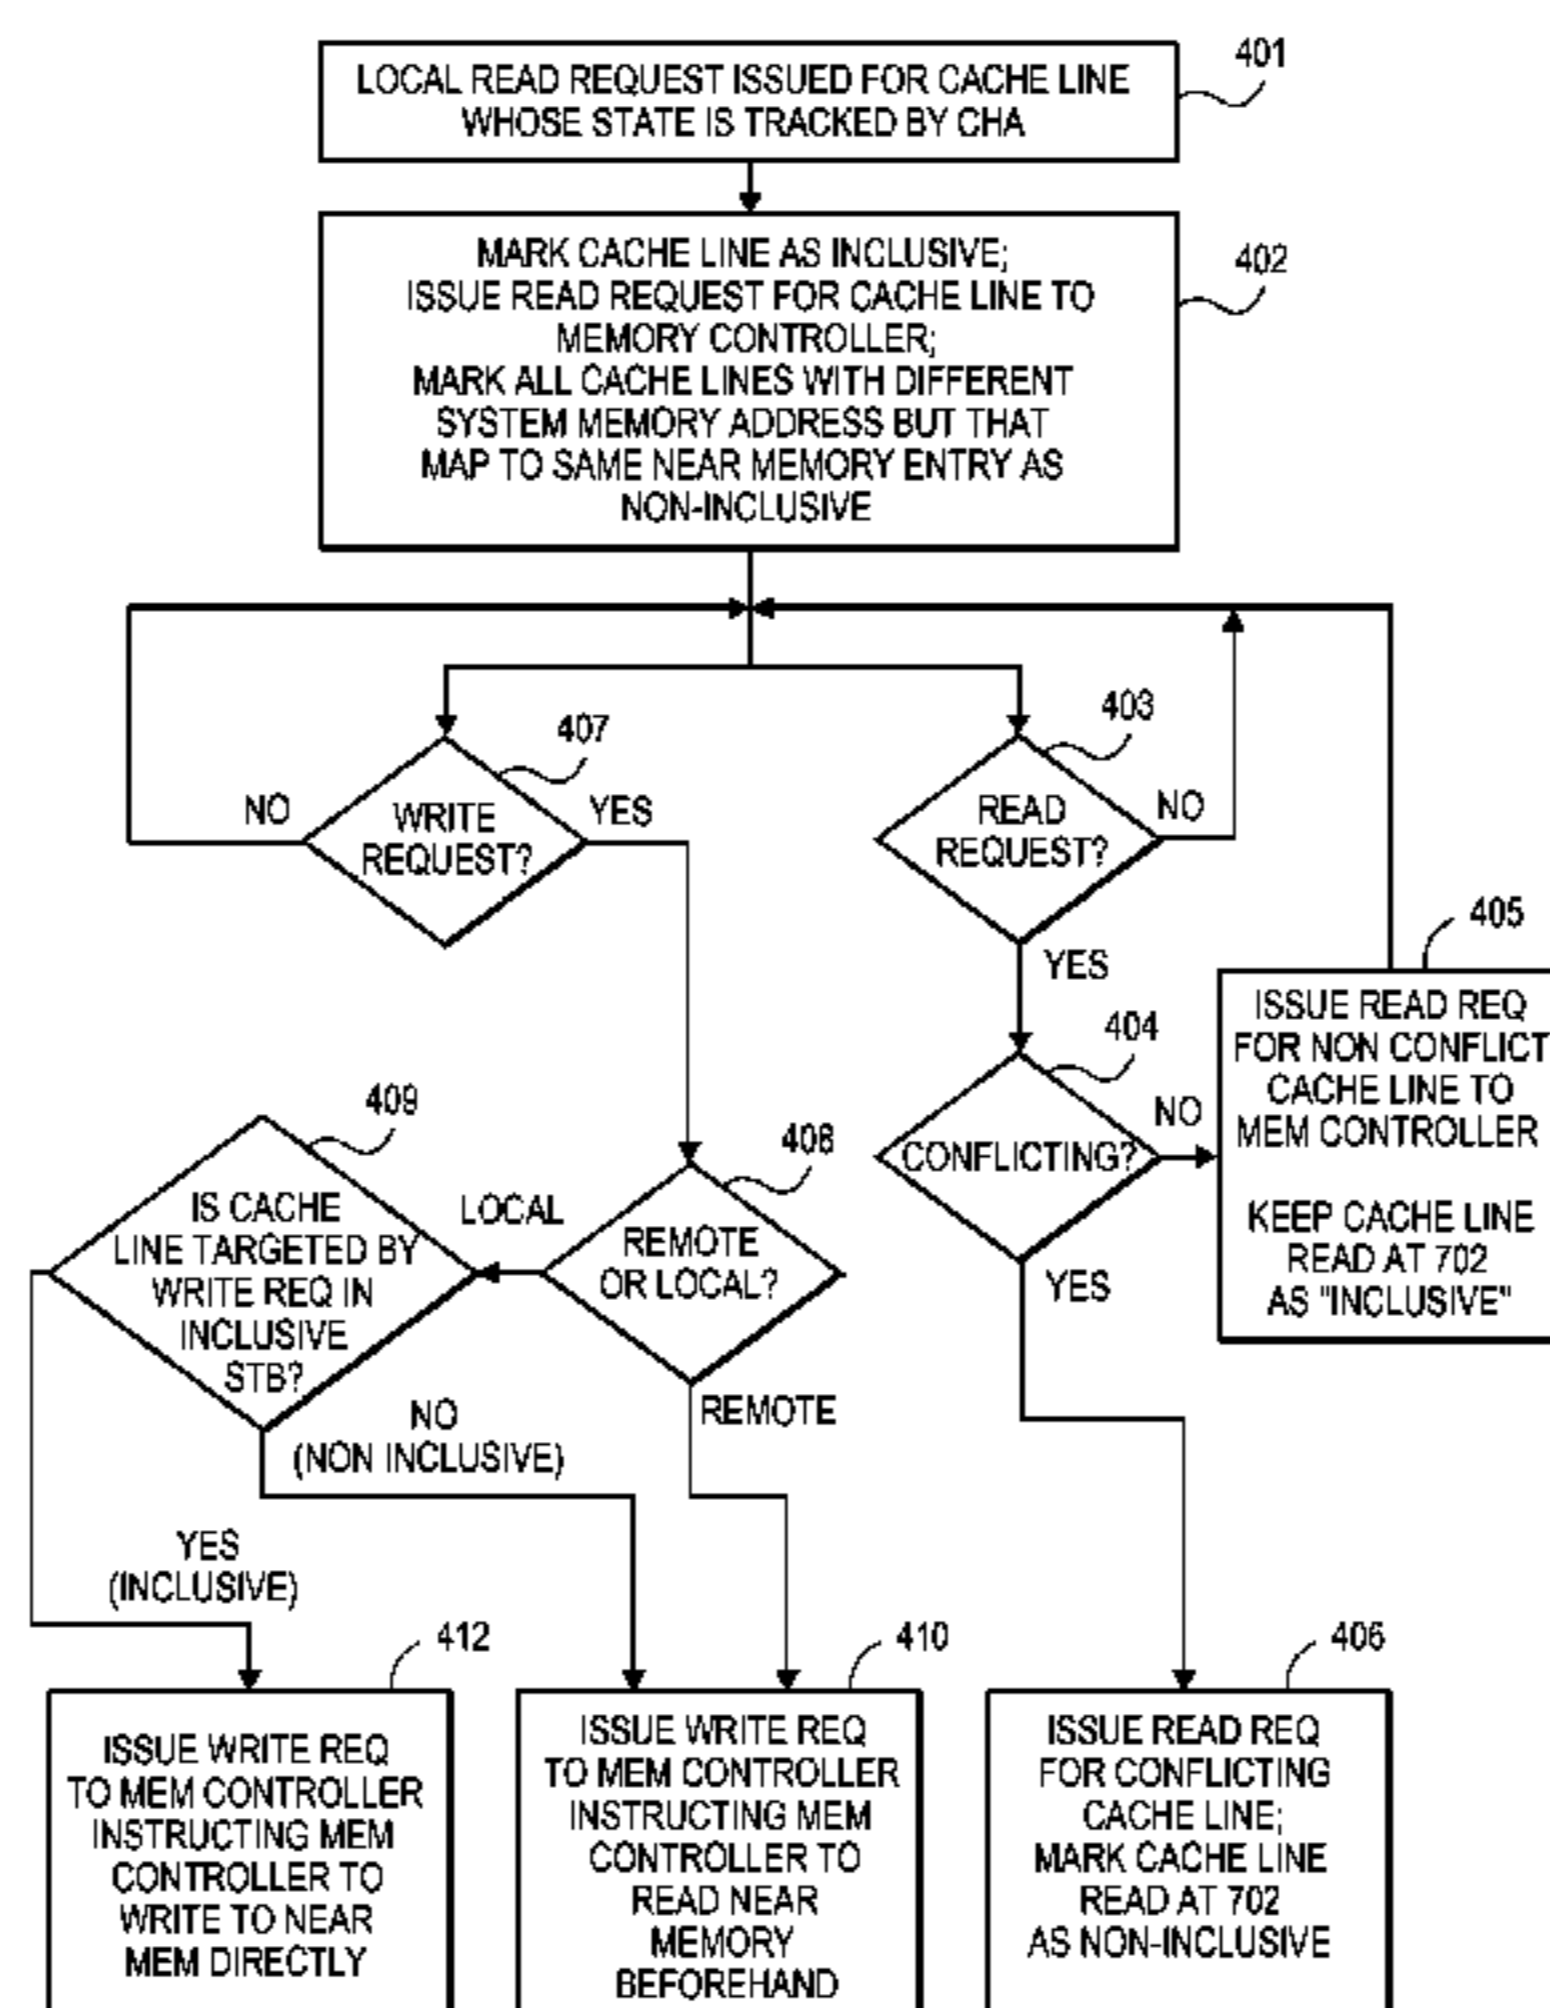 401
LOCAL READ REQUEST ISSUED FOR CACHE LINE
WHOSE STATE IS TRACKED BY CHA
402
MARK CACHE LINE AS INCLUSIVE;
ISSUE READ REQUEST FOR CACHE LINE TO
MEMORY CONTROLLER;
MARK ALL CACHE LINES WITH DIFFERENT
SYSTEM MEMORY ADDRESS BUT THAT
MAP TO SAME NEAR MEMORY ENTRY AS
NON-INCLUSIVE
407
NO
WRITE
REQUEST?
YES
403
READ
REQUEST?
NO
YES
405
ISSUE READ REQ
FOR NON CONFLICT
CACHE LINE TO
MEM CONTROLLER
KEEP CACHE LINE
READ AT 702
AS "INCLUSIVE"
404
CONFLICTING?
NO
YES
409
IS CACHE
LINE TARGETED BY
WRITE REQ IN
INCLUSIVE
STB?
LOCAL
408
REMOTE
OR LOCAL?
REMOTE
NO
(NON INCLUSIVE)
YES
(INCLUSIVE)
412
ISSUE WRITE REQ
TO MEM CONTROLLER
INSTRUCTING MEM
CONTROLLER TO
WRITE TO NEAR
MEM DIRECTLY
410
ISSUE WRITE REQ
TO MEM CONTROLLER
INSTRUCTING MEM
CONTROLLER TO
READ NEAR
MEMORY
BEFOREHAND
406
ISSUE READ REQ
FOR CONFLICTING
CACHE LINE;
MARK CACHE LINE
READ AT 702
AS NON-INCLUSIVE